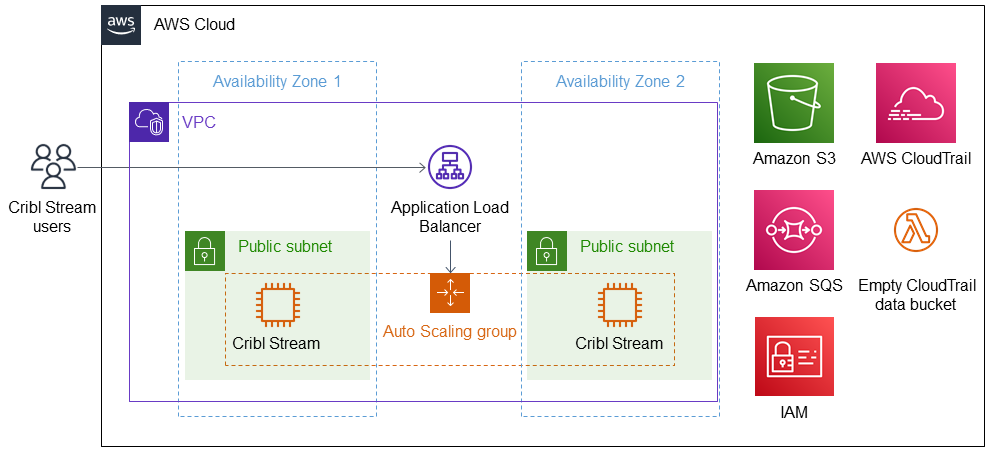 aws
AWS Cloud
Availability Zone 1
Availability Zone 2
VPC
Cribl Stream
users
Application Load
Balancer
Public subnet
Public subnet
Cribl Stream
Auto Scaling group
Cribl Stream
Amazon S3
AWS CloudTrail
Amazon SQS
Empty CloudTrail
data bucket
IAM